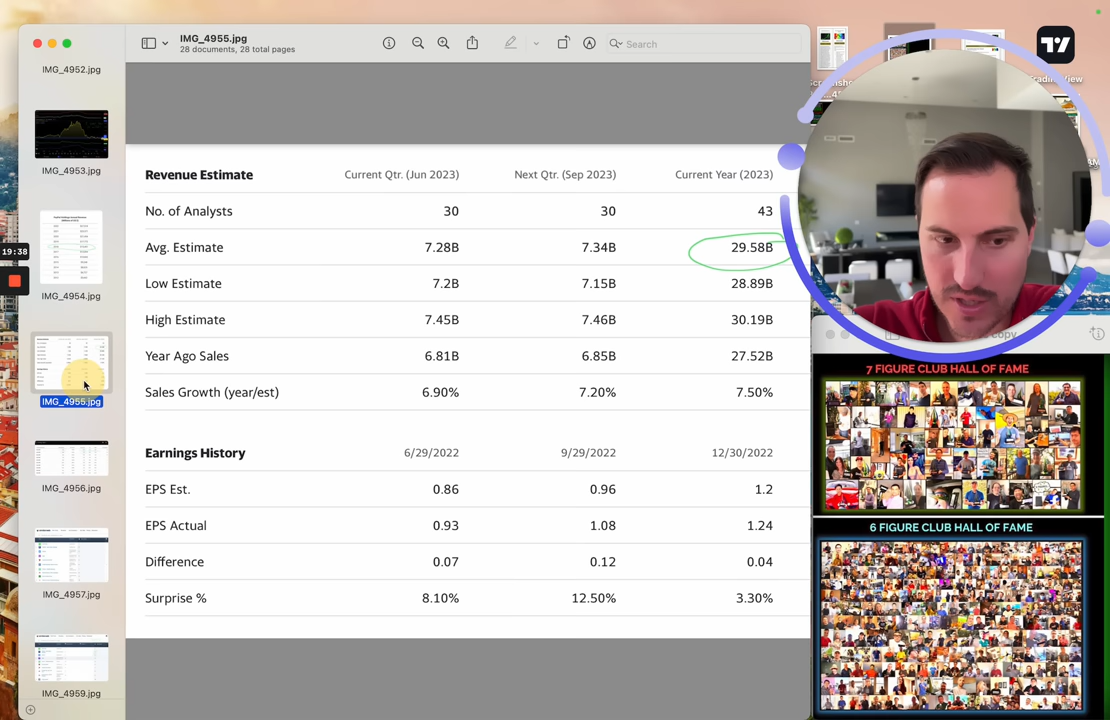 IMG_4955.jpg
28 documents, 28 total pages
Search
IMG_4952.jpg
IMG_4953.jpg
IMG_4954.jpg
IMG_4955.jpg
IMG_4956.jpg
IMG_4957.jpg
IMG_4959.jpg
19:38
Revenue Estimate Current Qtr. (Jun 2023) Next Qtr. (Sep 2023) Current Year (2023)
No. of Analysts 30 30 43
Avg. Estimate 7.28B 7.34B 29.58B
Low Estimate 7.2B 7.15B 28.89B
High Estimate 7.45B 7.46B 30.19B
Year Ago Sales 6.81B 6.85B 27.52B
Sales Growth (year/est) 6.90% 7.20% 7.50%
Earnings History 6/29/2022 9/29/2022 12/30/2022
EPS Est. 0.86 0.96 1.2
EPS Actual 0.93 1.08 1.24
Difference 0.07 0.12 0.04
Surprise % 8.10% 12.50% 3.30%
copy
7 FIGURE CLUB HALL OF FAME
6 FIGURE CLUB HALL OF FAME